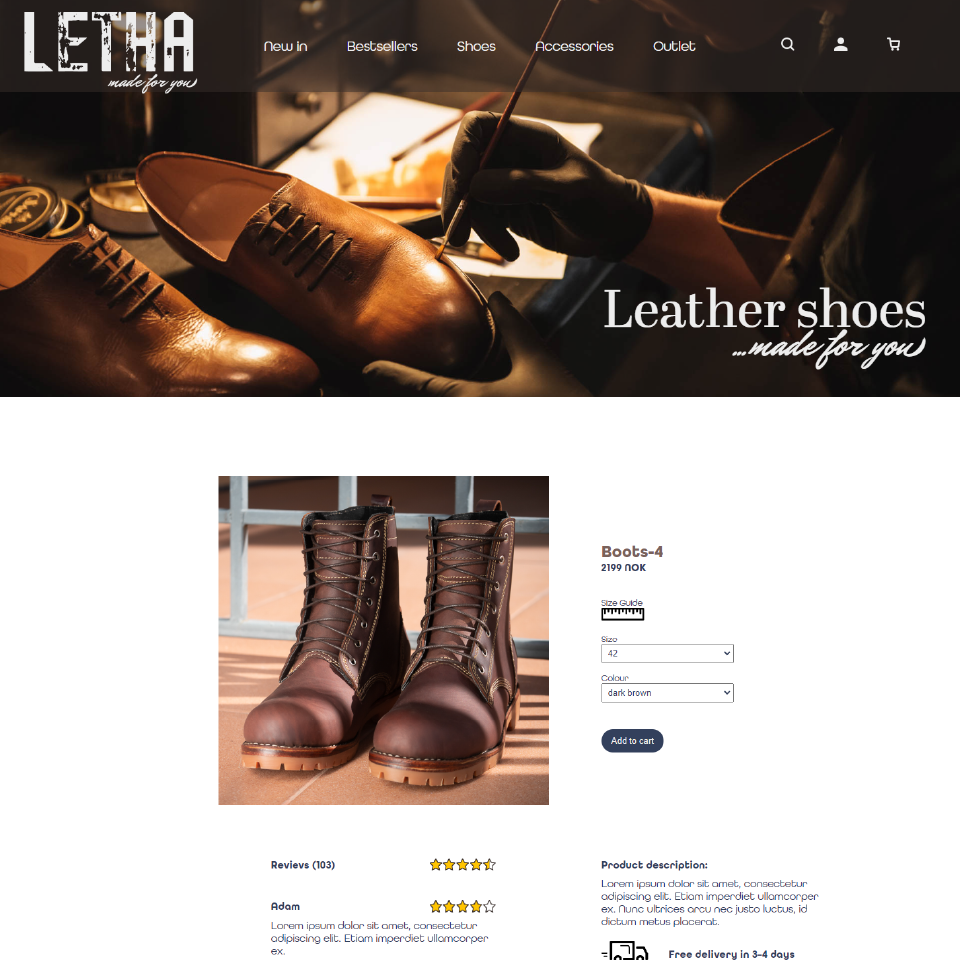 LETHA
made for you
New in
Bestsellers
Shoes
Accessories
Outlet
Leather shoes
...made for you
Boots-4
2199 NOK
Size Guide
Size
42
Colour
dark brown
Add to cart
Revievs (103)
Adam
Lorem ipsum dolor sit amet, consectetur
adipiscing elit. Etiam imperdiet ullamcorper
ex.
Product description:
Lorem ipsum dolor sit amet, consectetur
adipiscing elit. Etiam imperdiet ullamcorper
ex. Nunc ultrices arcu nec justo luctus, id
dictum metus placerat.
Free delivery in 3-4 days